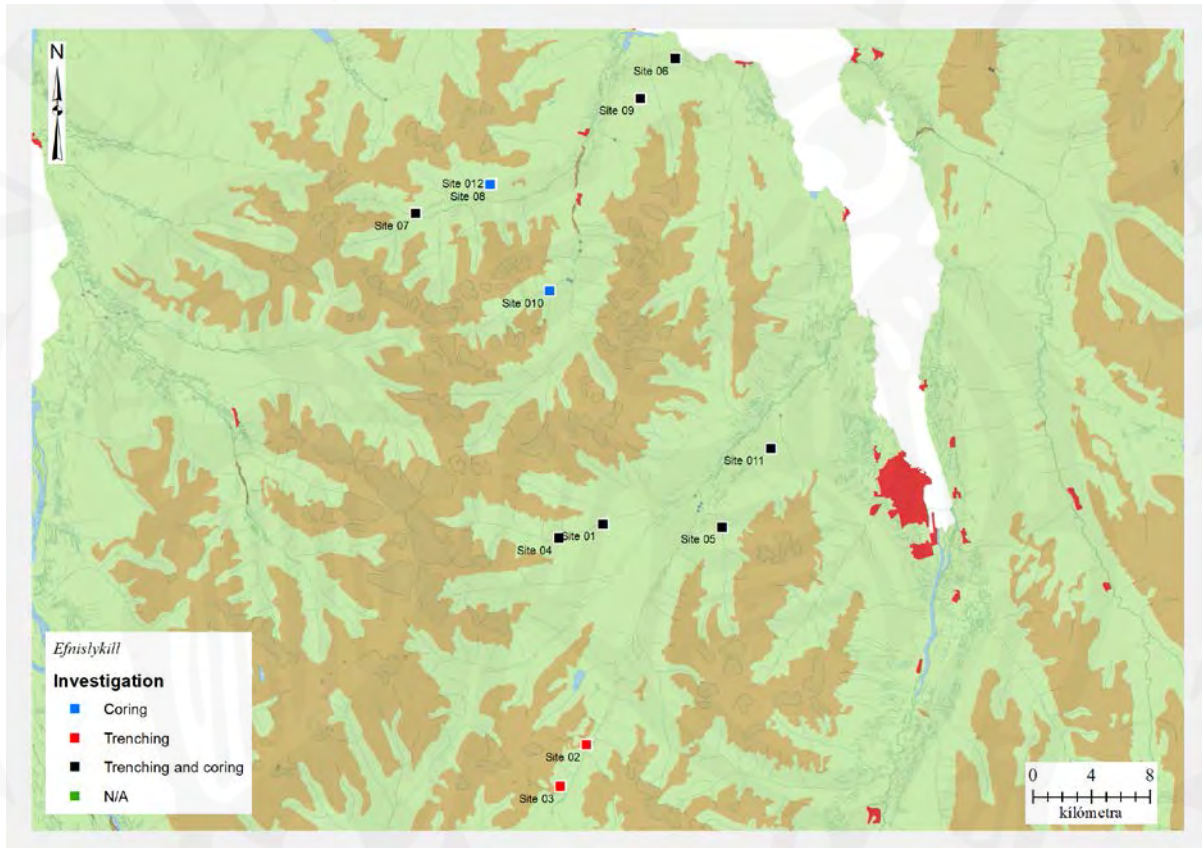 N
Site 06
Site 09
Site 012
Site 08
Site 07
Site 010
Site 011
Site 01
Site 04
Site 05
Site 02
Site 03
Efnislykill
Investigation
Coring
Trenching
Trenching and coring
N/A
0 4 8
kílómetra